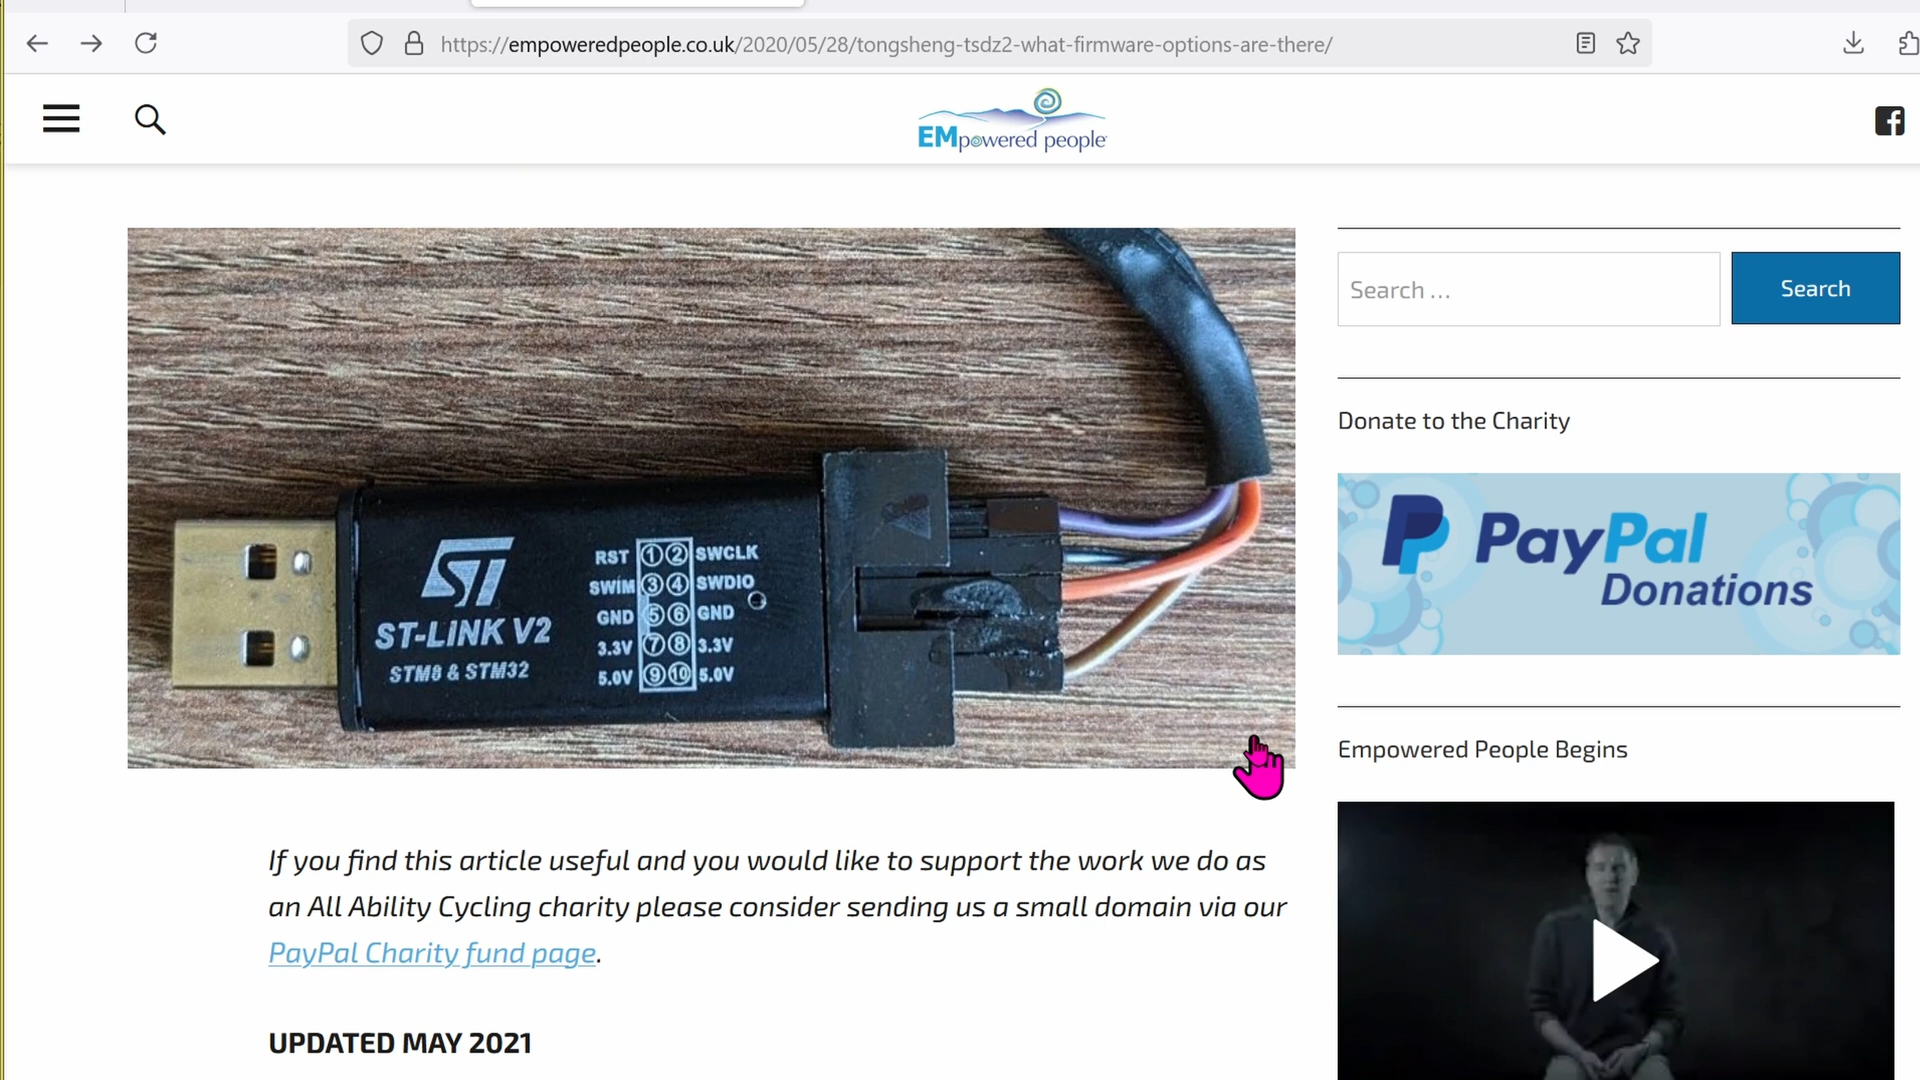 https://empoweredpeople.co.uk/2020/05/28/tongsheng-tsdz2-what-firmware-options-are-there/
EMpowered people
Search ...
Search
Donate to the Charity
PayPal
Donations
Empowered People Begins
ST
ST-LINK V2
STM8 & STM32
RST 1 2 SWCLK
SWIM 3 4 SWDIO
GND 5 6 GND
3.3V 7 8 3.3V
5.0V 9 10 5.0V
If you find this article useful and you would like to support the work we do as
an All Ability Cycling charity please consider sending us a small domain via our
PayPal Charity fund page.
UPDATED MAY 2021